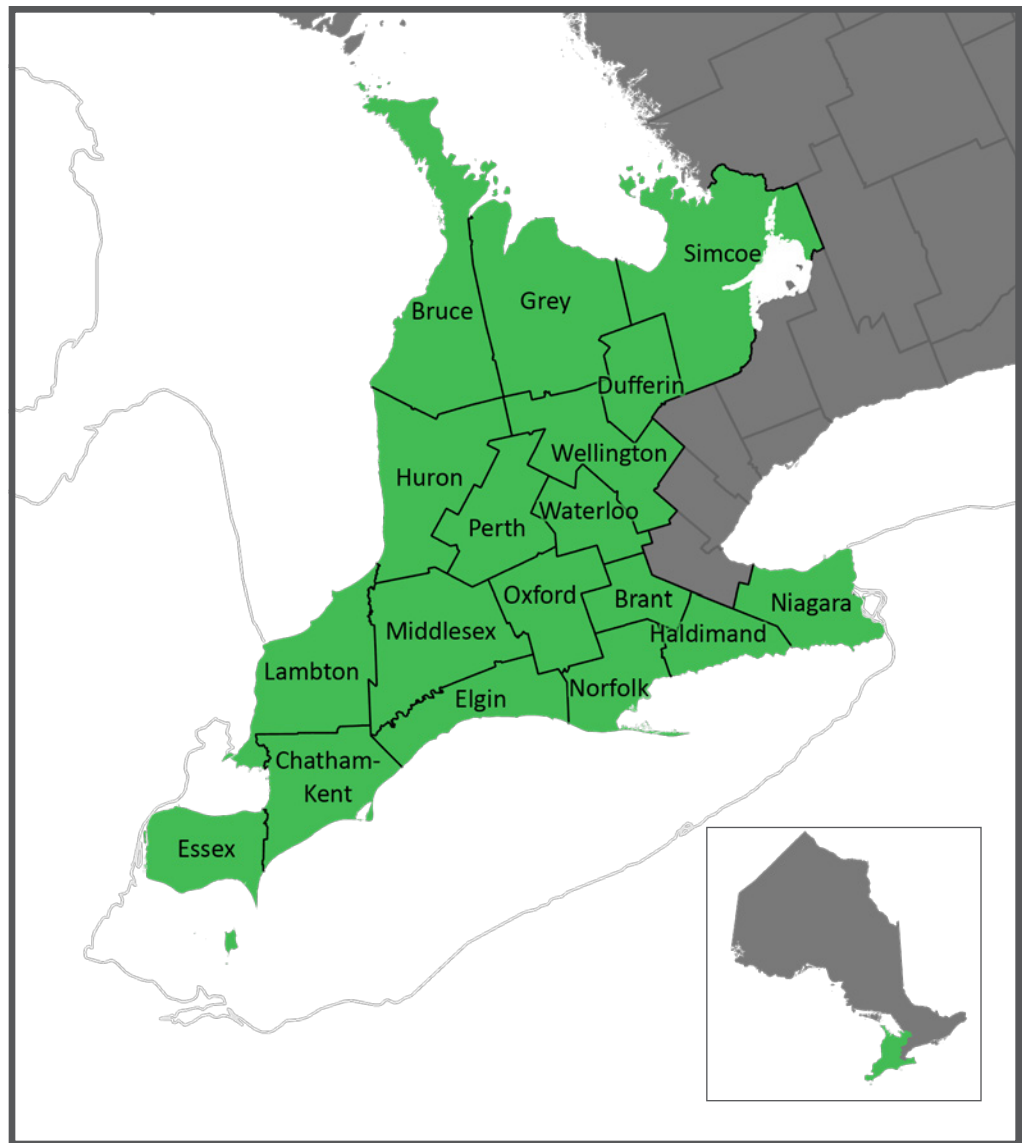 Simcoe
Grey
Bruce
Dufferin
Wellington
Huron
Waterloo
Perth
Oxford
Brant
Niagara
Middlesex
Haldimand
Lambton
Norfolk
Elgin
Chatham-
Kent
Essex